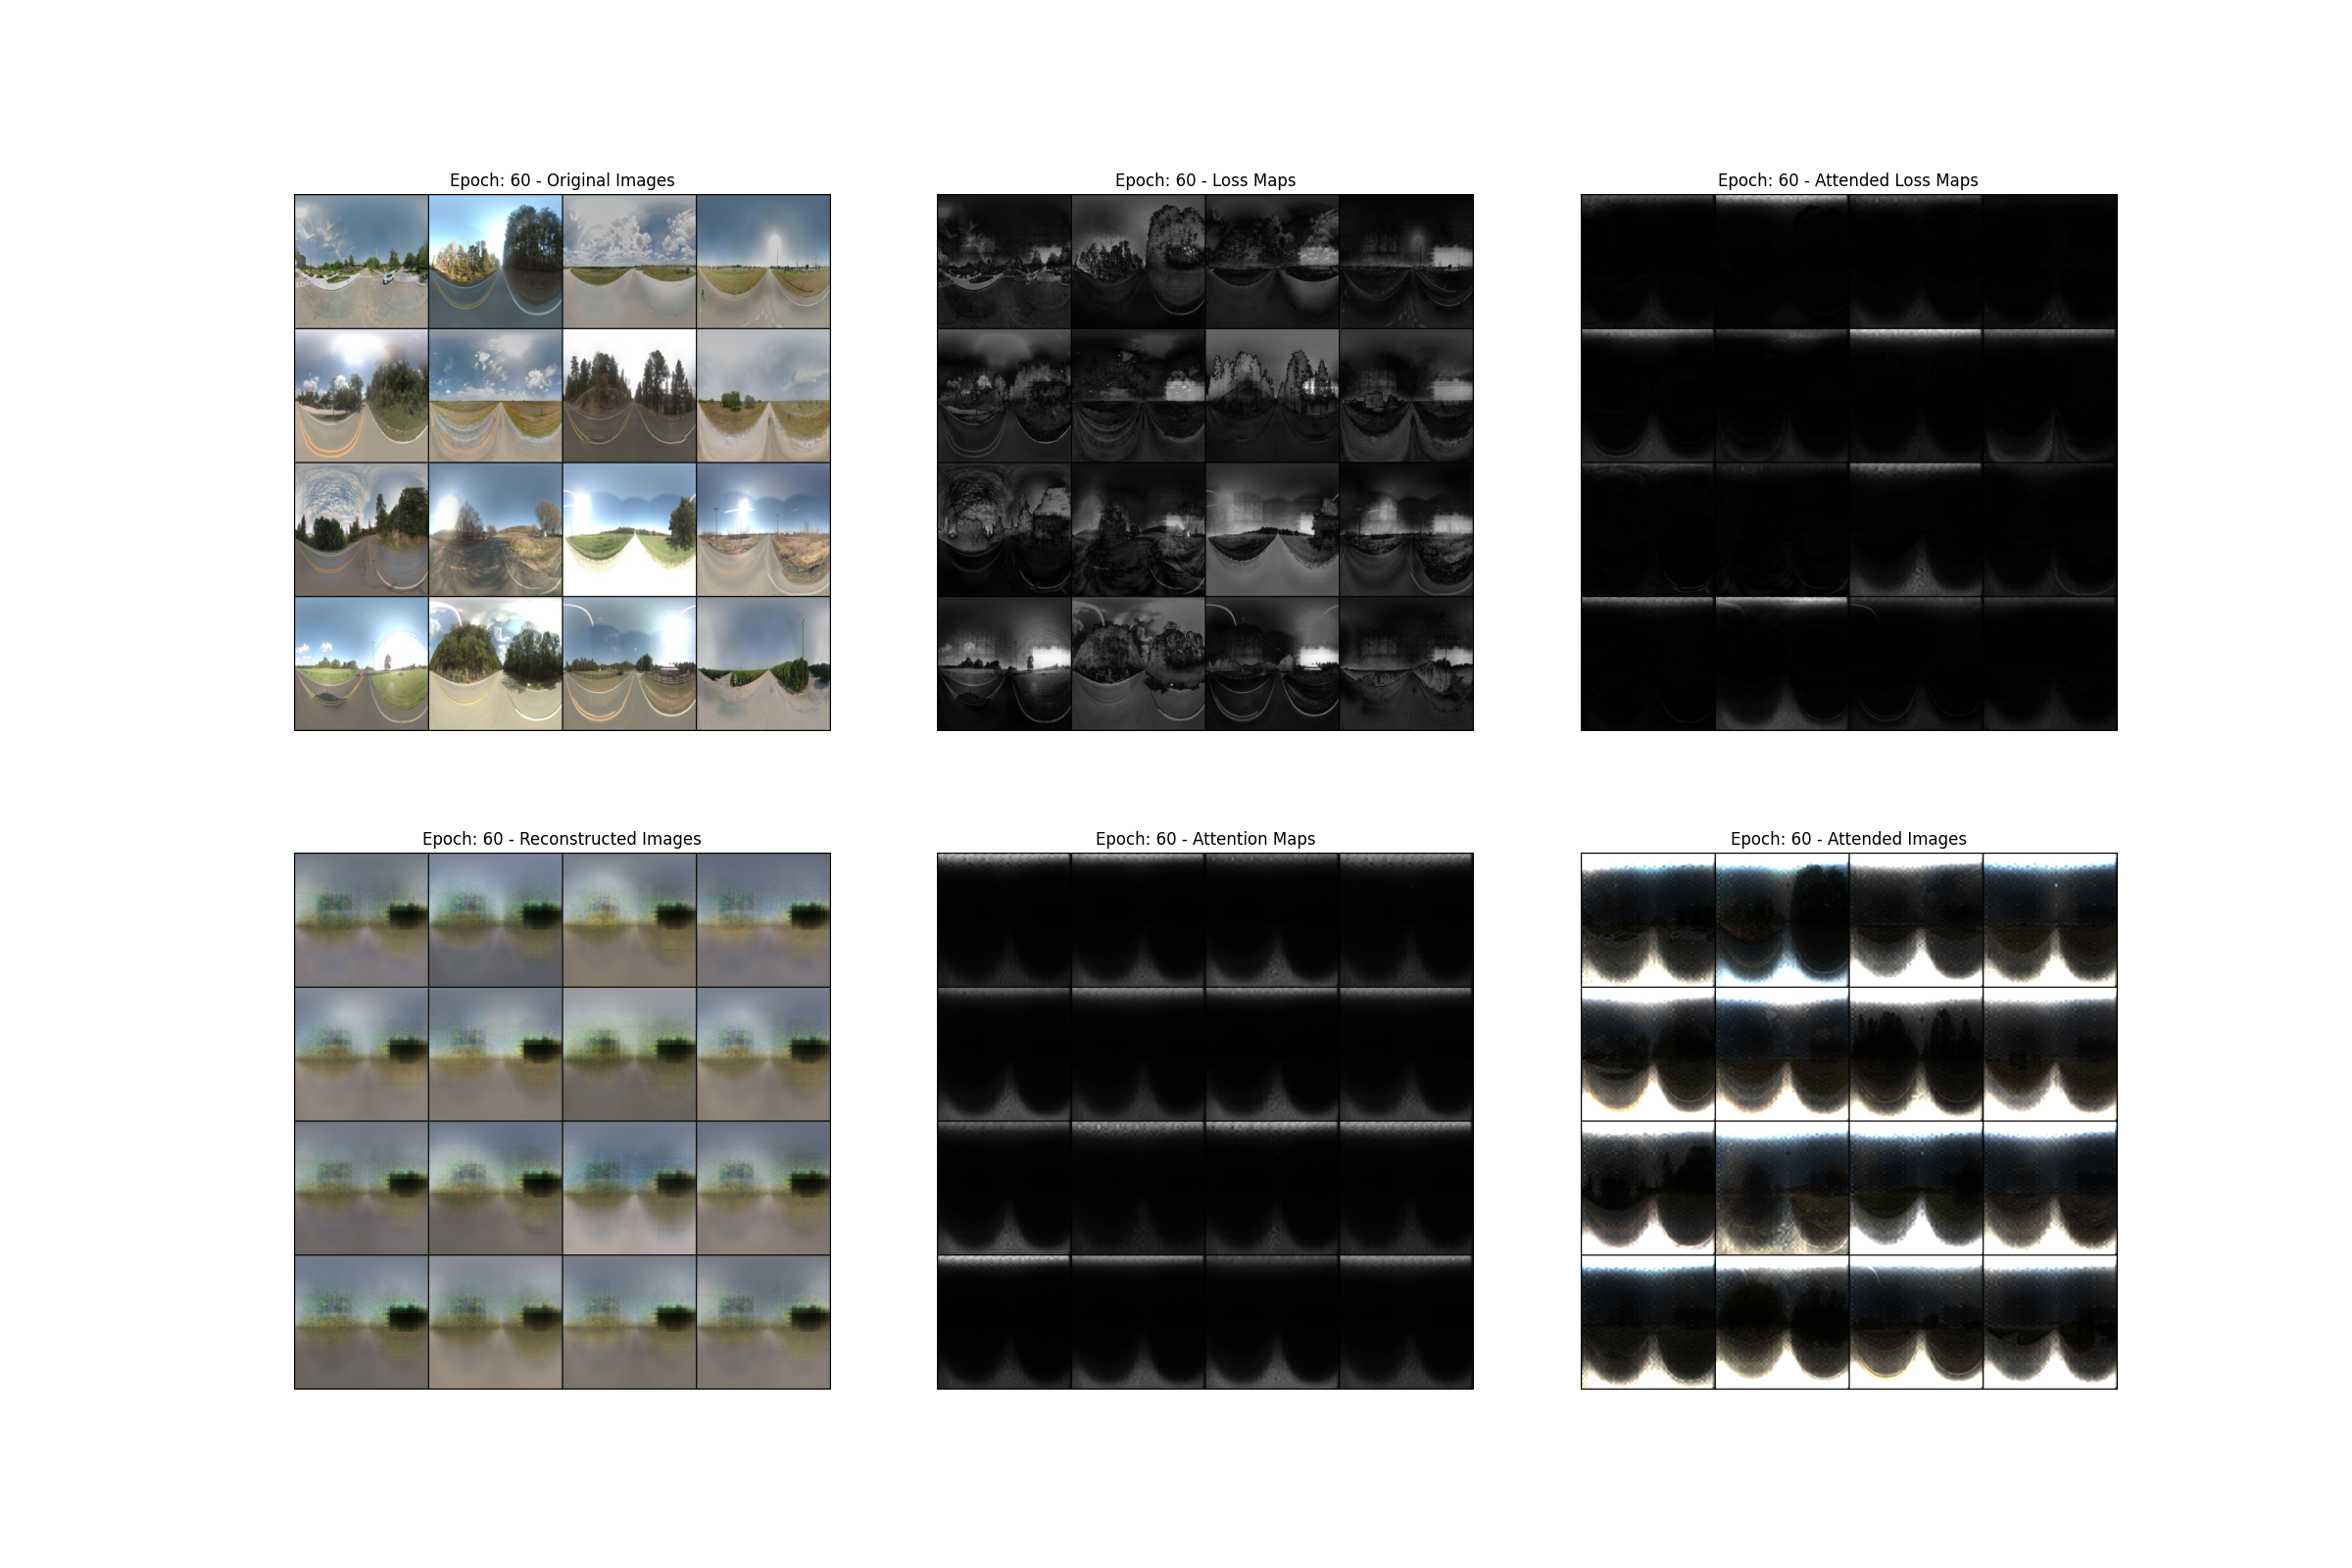 Epoch: 60 - Original Images
Epoch: 60 - Loss Maps
Epoch: 60 - Attended Loss Maps
Epoch: 60 - Reconstructed Images
Epoch: 60 - Attention Maps
Epoch: 60 - Attended Images